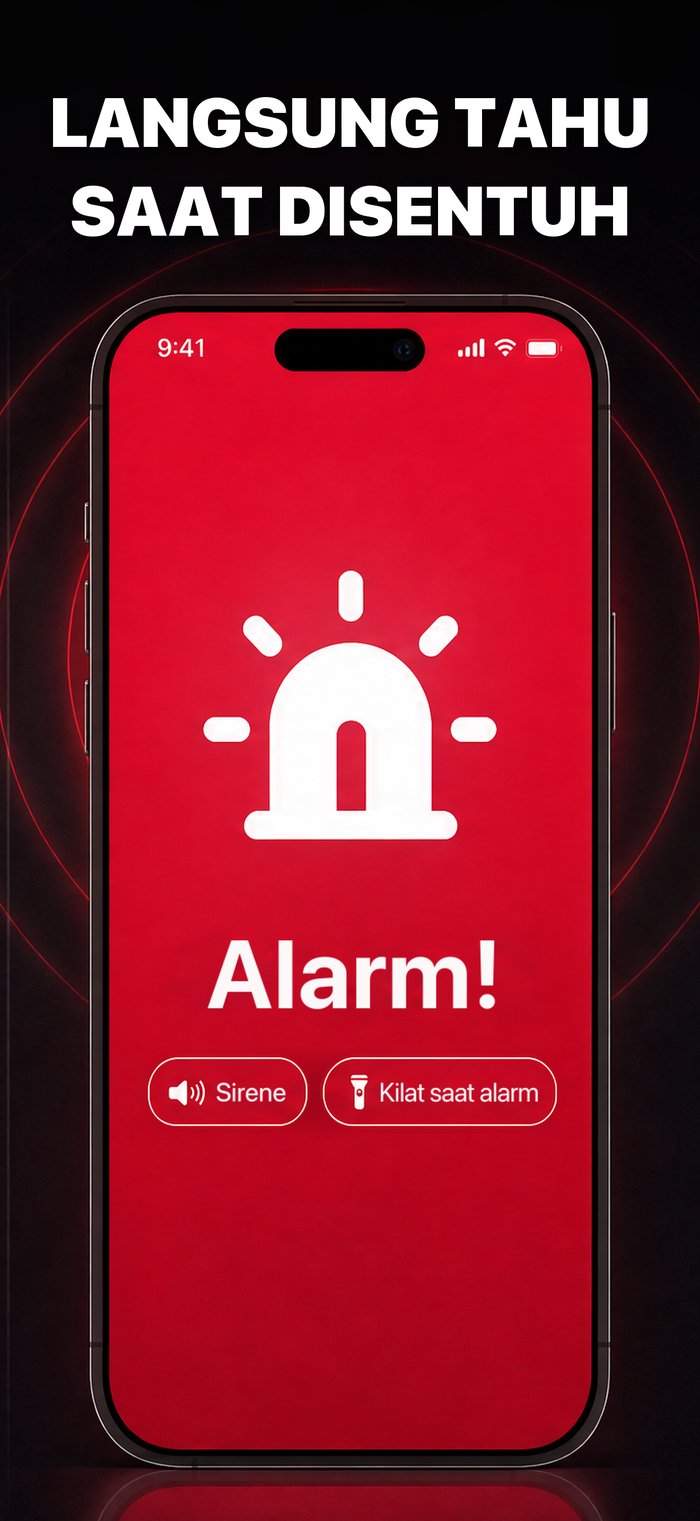 LANGSUNG TAHU
SAAT DISENTUH
9:41
Alarm!
Sirene
Kilat saat alarm